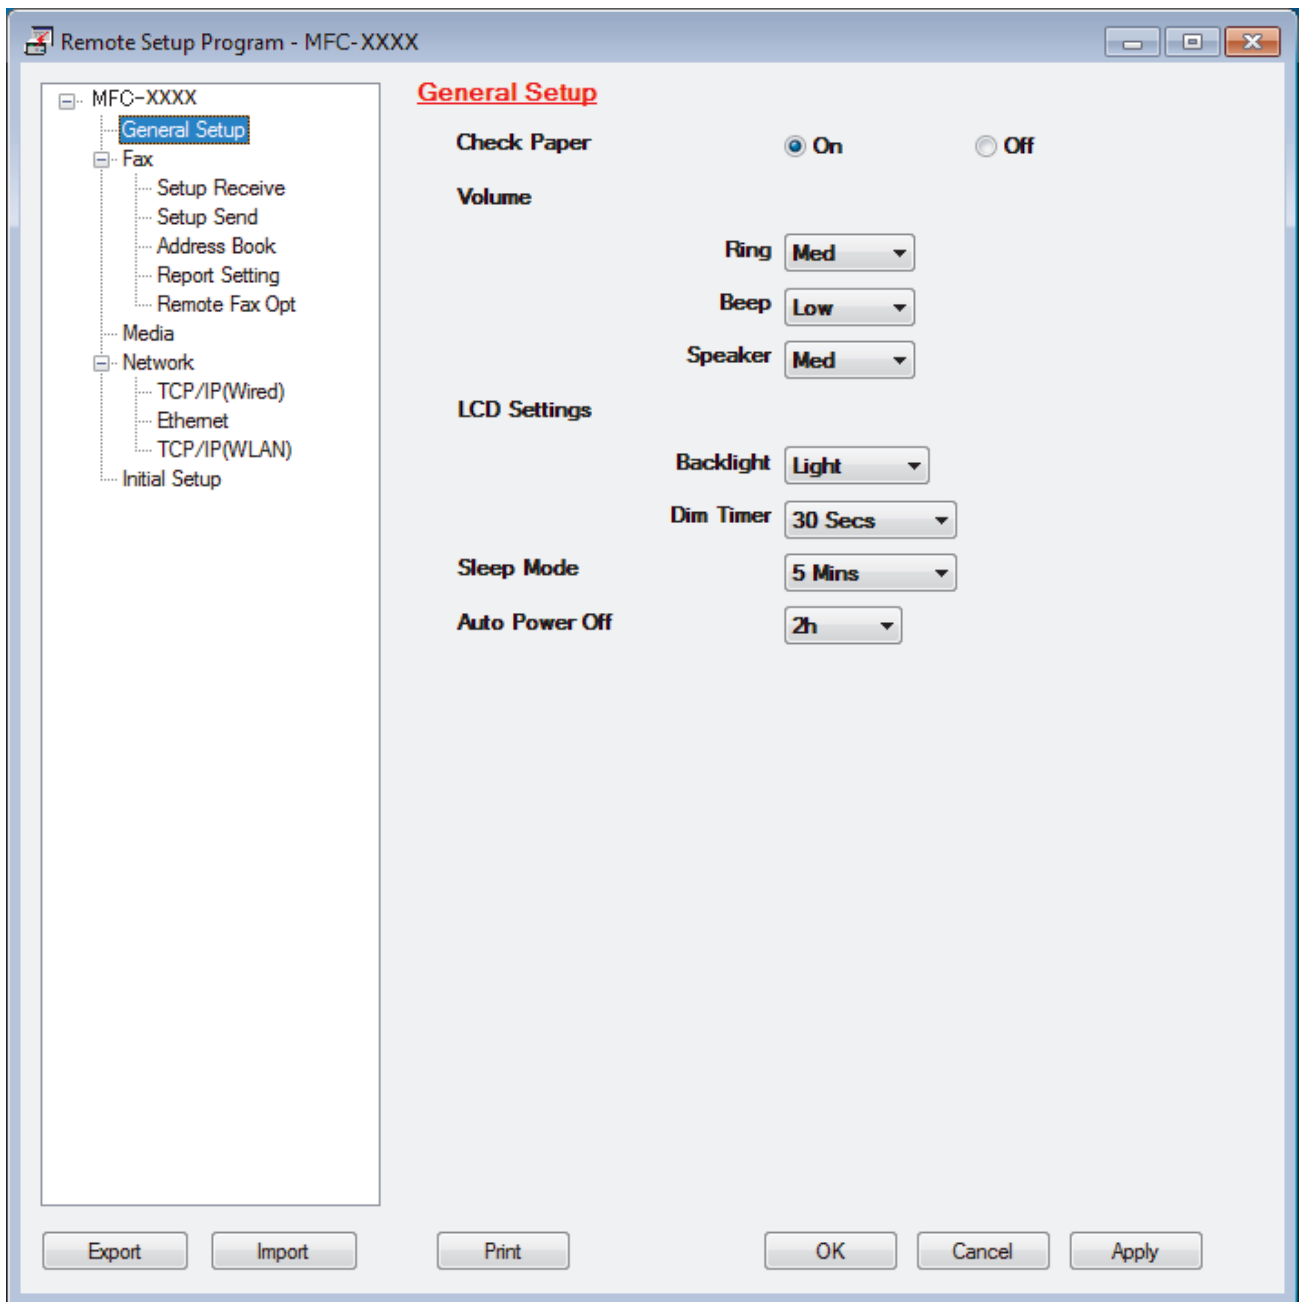 Remote Setup Program - MFC-XXXX
MFC-XXXX
General Setup
Fax
Setup Receive
Setup Send
Address Book
Report Setting
Remote Fax Opt
Media
Network
TCP/IP(Wired)
Ethernet
TCP/IP(WLAN)
Initial Setup
General Setup
Check Paper On Off
Volume
Ring Med
Beep Low
Speaker Med
LCD Settings
Backlight Light
Dim Timer 30 Secs
Sleep Mode 5 Mins
Auto Power Off 2h
Export Import Print OK Cancel Apply